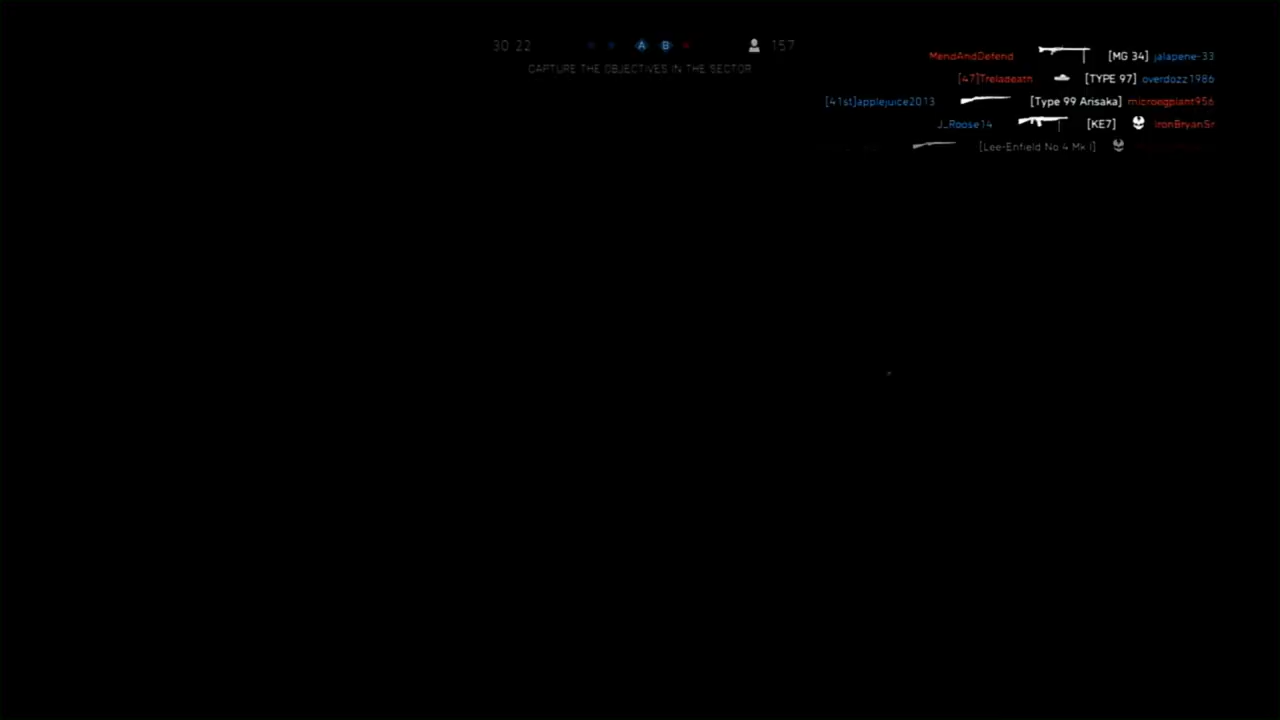 30 22 A B 157
CAPTURE THE OBJECTIVES IN THE SECTOR
MendAndDefend [MG 34] jalapene-33
[47]Treladeath [TYPE 97] overdozz1986
[41st]applejuice2013 [Type 99 Arisaka] microegpiant956
J_Roose14 [KE7] IronBryanSr
[Lee-Enfield No 4 Mk I]